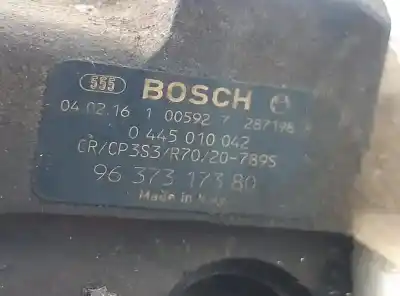 555 BOSCH
04.02.16 1 00592 7 287198
0 445 010 042
CR/CP3S3/R70/20-789S
96 373 173 80
Made in Italy